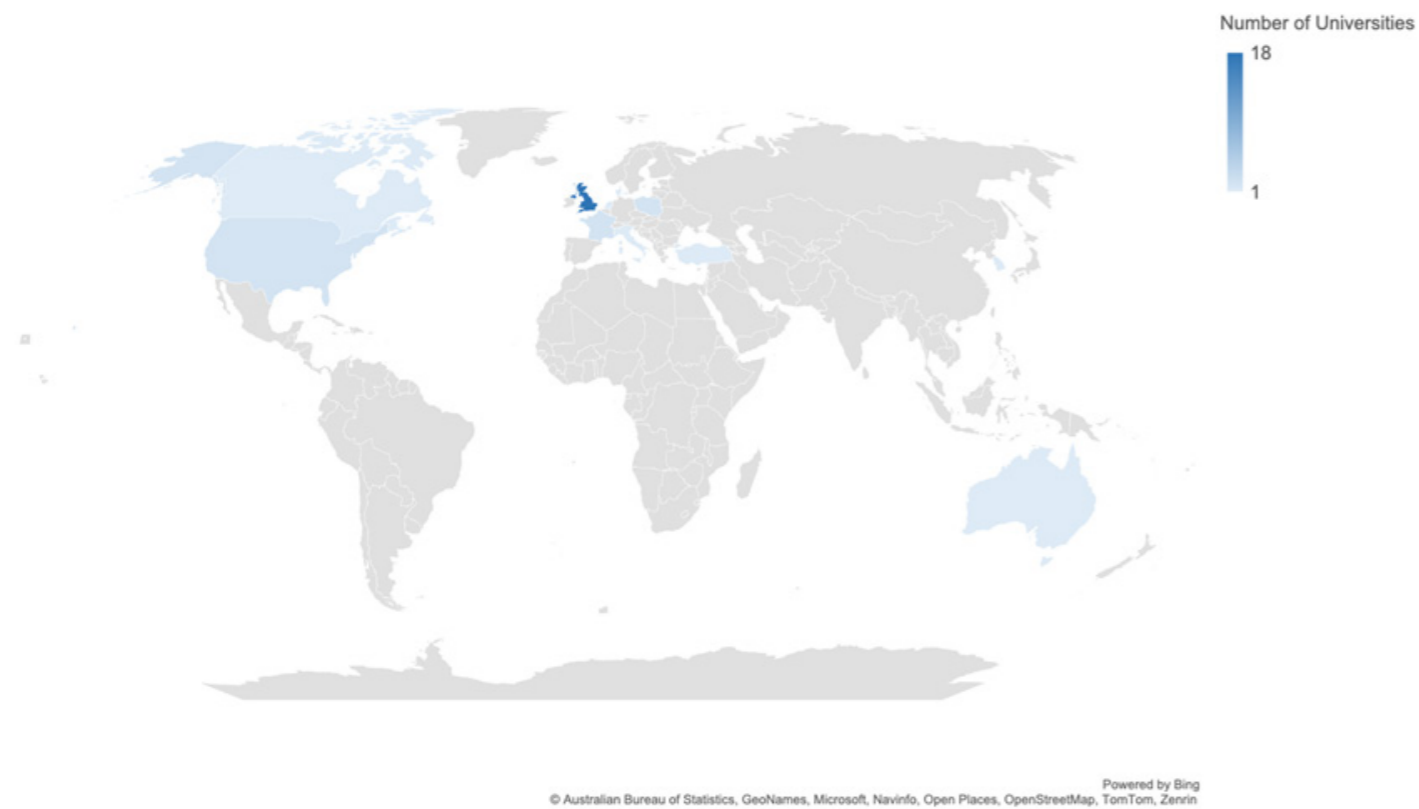 Number of Universities
18
1
Powered by Bing
© Australian Bureau of Statistics, GeoNames, Microsoft, Navinfo, Open Places, OpenStreetMap, TomTom, Zenrin